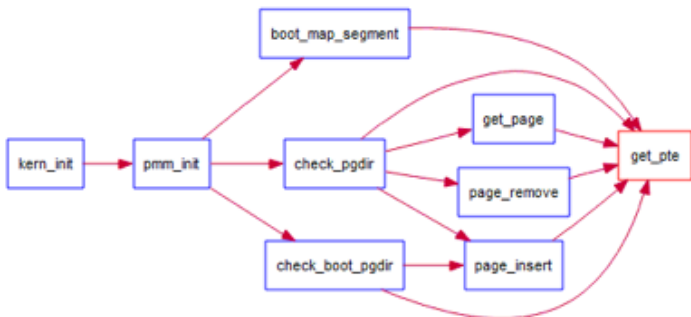 boot_map_segment
get_page
kern_init
pmm_init
check_pgdir
get_pte
page_remove
check_boot_pgdir
page_insert